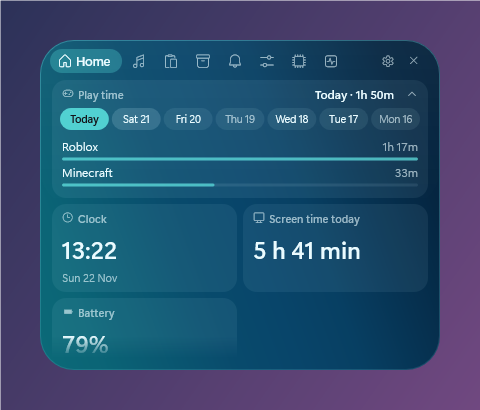 Home
Play time
Today · 1h 50m
Today Sat 21 Fri 20 Thu 19 Wed 18 Tue 17 Mon 16
Roblox 1h 17m
Minecraft 33m
Clock
13:22
Sun 22 Nov
Screen time today
5 h 41 min
Battery
79%